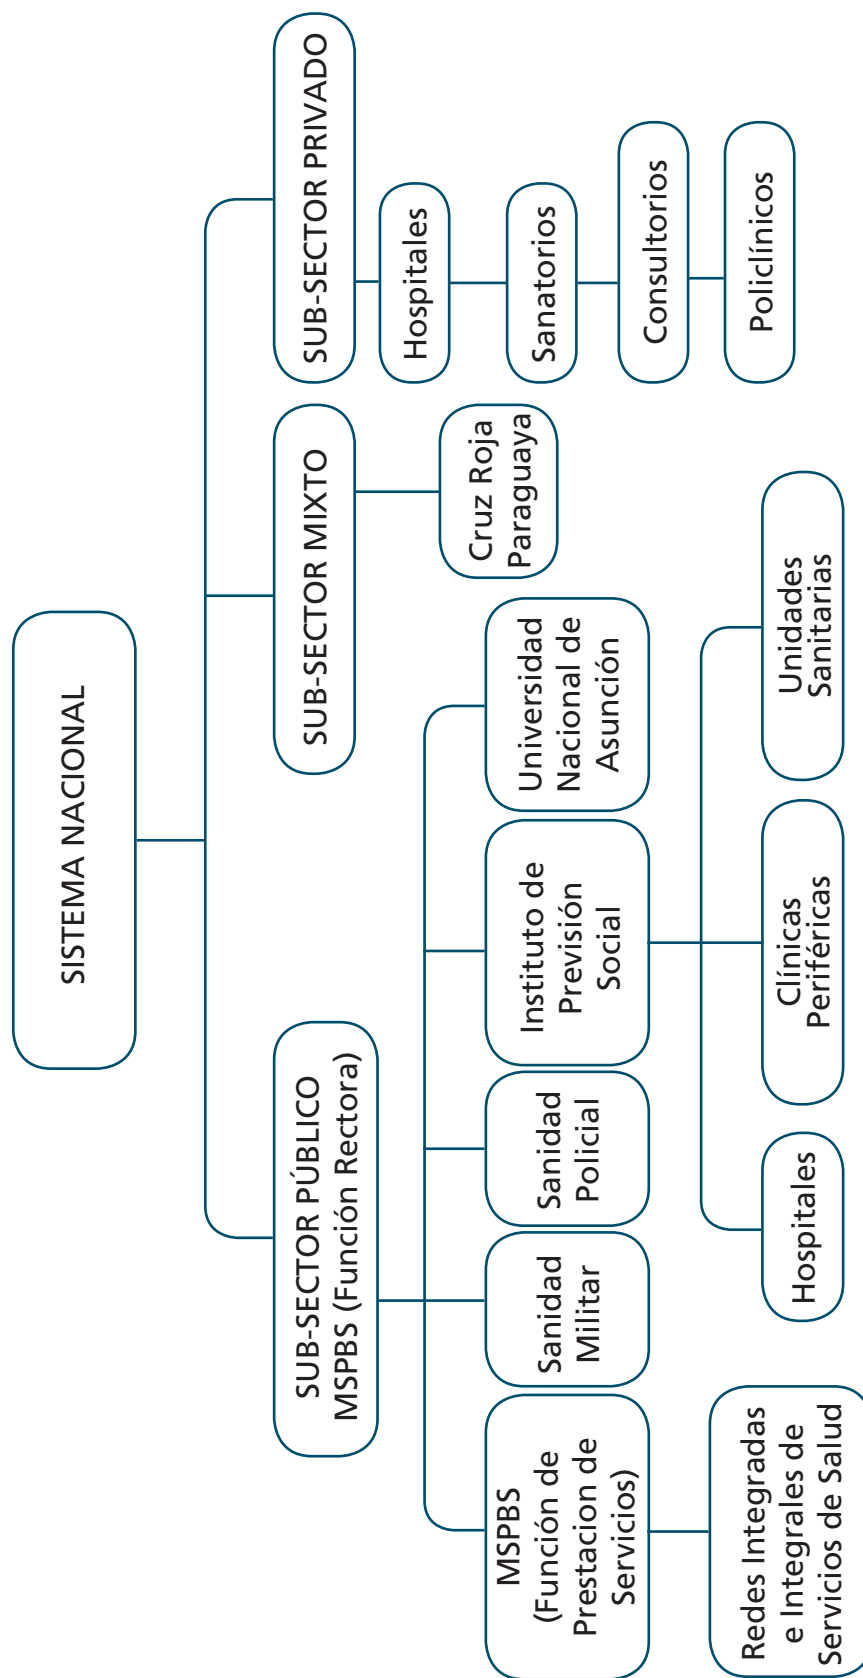 SISTEMA NACIONAL
SUB-SECTOR PÚBLICO
MSPBS (Función Rectora)
SUB-SECTOR MIXTO
SUB-SECTOR PRIVADO
MSPBS
(Función de
Prestacion de
Servicios)
Sanidad
Militar
Sanidad
Policial
Instituto de
Previsión
Social
Universidad
Nacional de
Asunción
Cruz Roja
Paraguaya
Hospitales
Sanatorios
Consultorios
Policlínicos
Redes Integradas
e Integrales de
Servicios de Salud
Hospitales
Clínicas
Periféricas
Unidades
Sanitarias